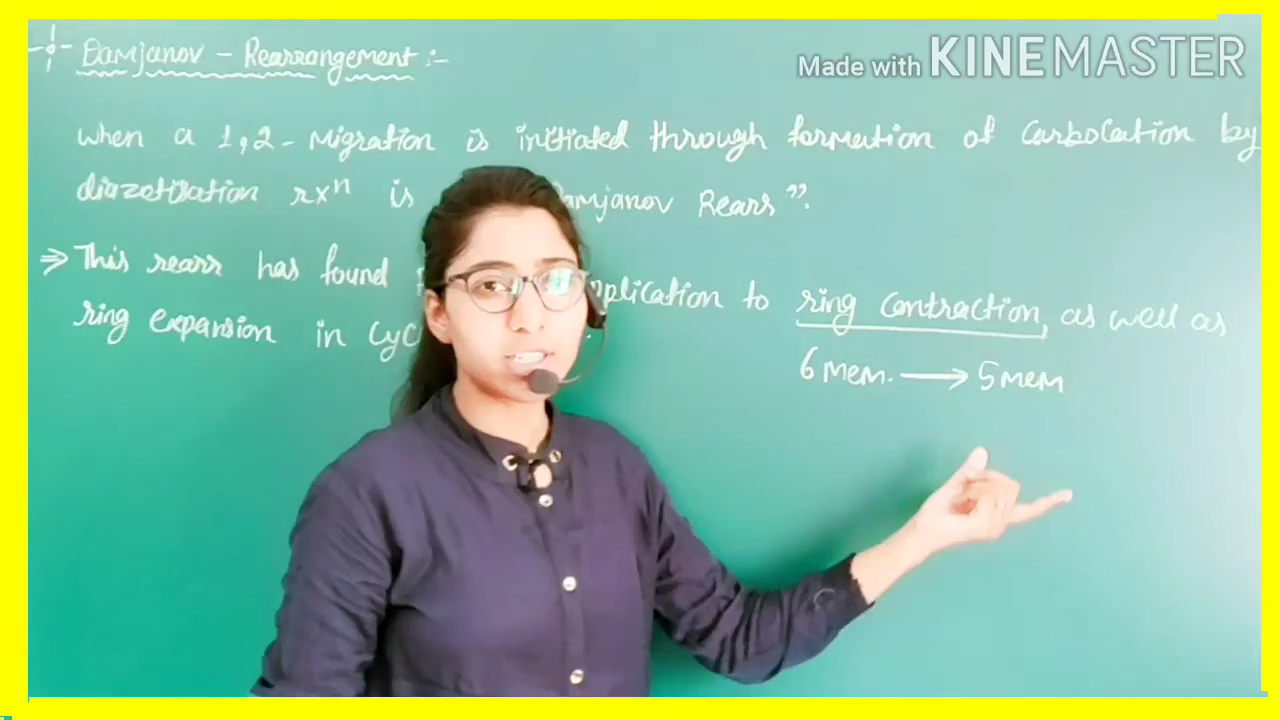 Damjanov - Rearrangement :-
Made with KINEMASTER
when a 1,2 - Migration is initiated through formation of carbocation by
diazotisation rxⁿ is Damjanov Rearr".
⇒ This rearr has found application to ring contraction, as well as
ring expansion in cyc
6 mem. → 5 mem